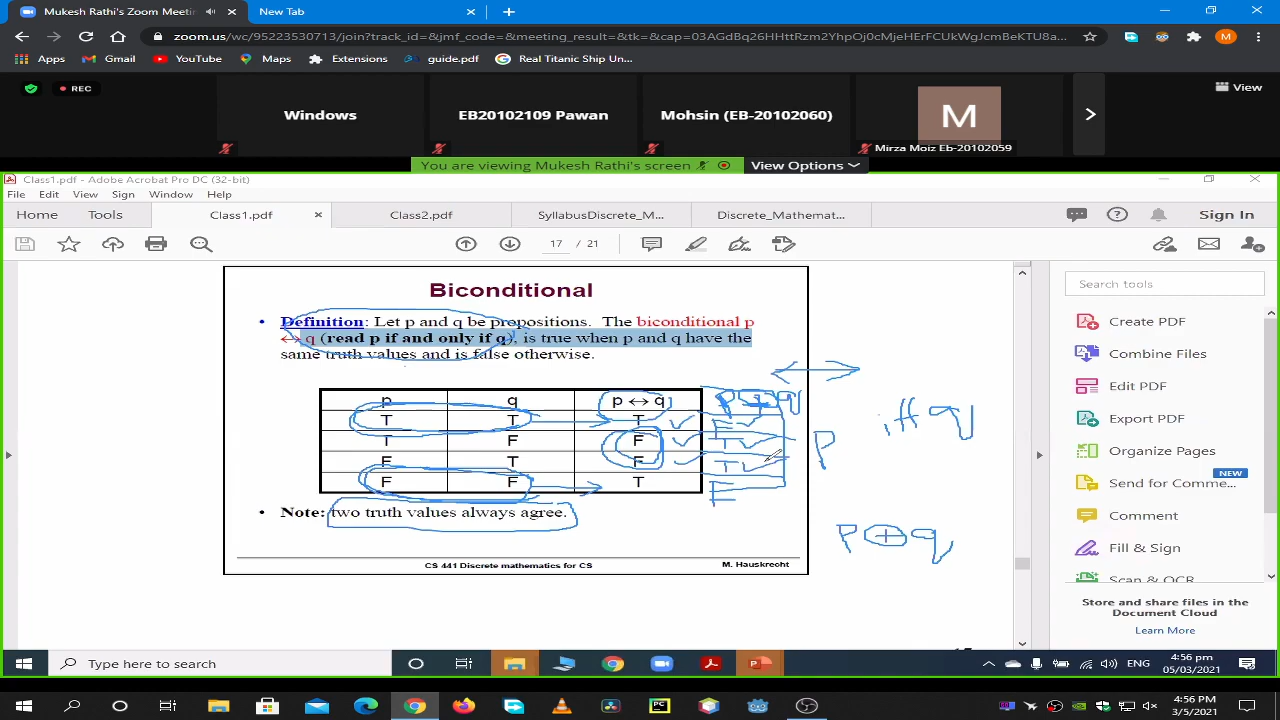 Mukesh Rathi's Zoom Meetin
New Tab
zoom.us/wc/95223530713/join?track_id=&jmf_code=&meeting_result=&tk=&cap=03AGdBq26HHttRzm2YhpOj0cMjeHErFCUkWgJcmBeKTU8a...
Apps Gmail YouTube Maps Extensions guide.pdf Real Titanic Ship Un...
REC
View
Windows
EB20102109 Pawan
Mohsin (EB-20102060)
M
Mirza Moiz Eb-20102059
You are viewing Mukesh Rathi's screen View Options
Class1.pdf - Adobe Acrobat Pro DC (32-bit)
File Edit View Sign Window Help
Home Tools Class1.pdf Class2.pdf SyllabusDiscrete_M... Discrete_Mathemat... Sign In
17 / 21
Biconditional
• Definition: Let p and q be propositions. The biconditional p
↔ q (read p if and only if q), is true when p and q have the
same truth values and is false otherwise.
p q p ↔ q
T T T
T F F
F T F
F F T
• Note: two truth values always agree.
CS 441 Discrete mathematics for CS M. Hauskrecht
P⊕q
F
T
T
F
P iff q
P⊕q
Search tools
Create PDF
Combine Files
Edit PDF
Export PDF
Organize Pages
NEW
Send for Comme...
Comment
Fill & Sign
Scan & OCR
Store and share files in the
Document Cloud
Learn More
Type here to search
ENG
4:56 pm
05/03/2021
ENG
4:56 PM
3/5/2021